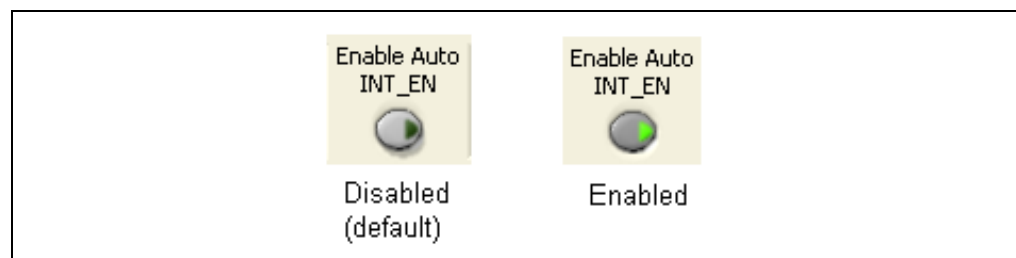 Enable Auto
INT_EN
Disabled
(default)
Enable Auto
INT_EN
Enabled